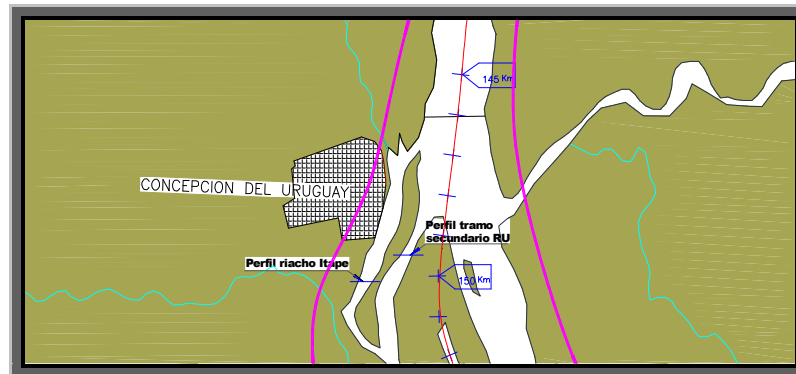 145 Km
CONCEPCION DEL URUGUAY
Perfil tramo
secundario RU
Perfil riacho Itape
150 Km